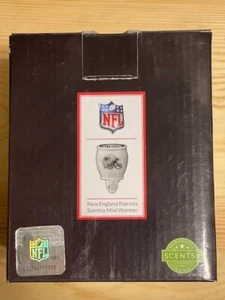 NFL
New England Patriots
Scentsy Mini Warmer
NFL
SCENTSY